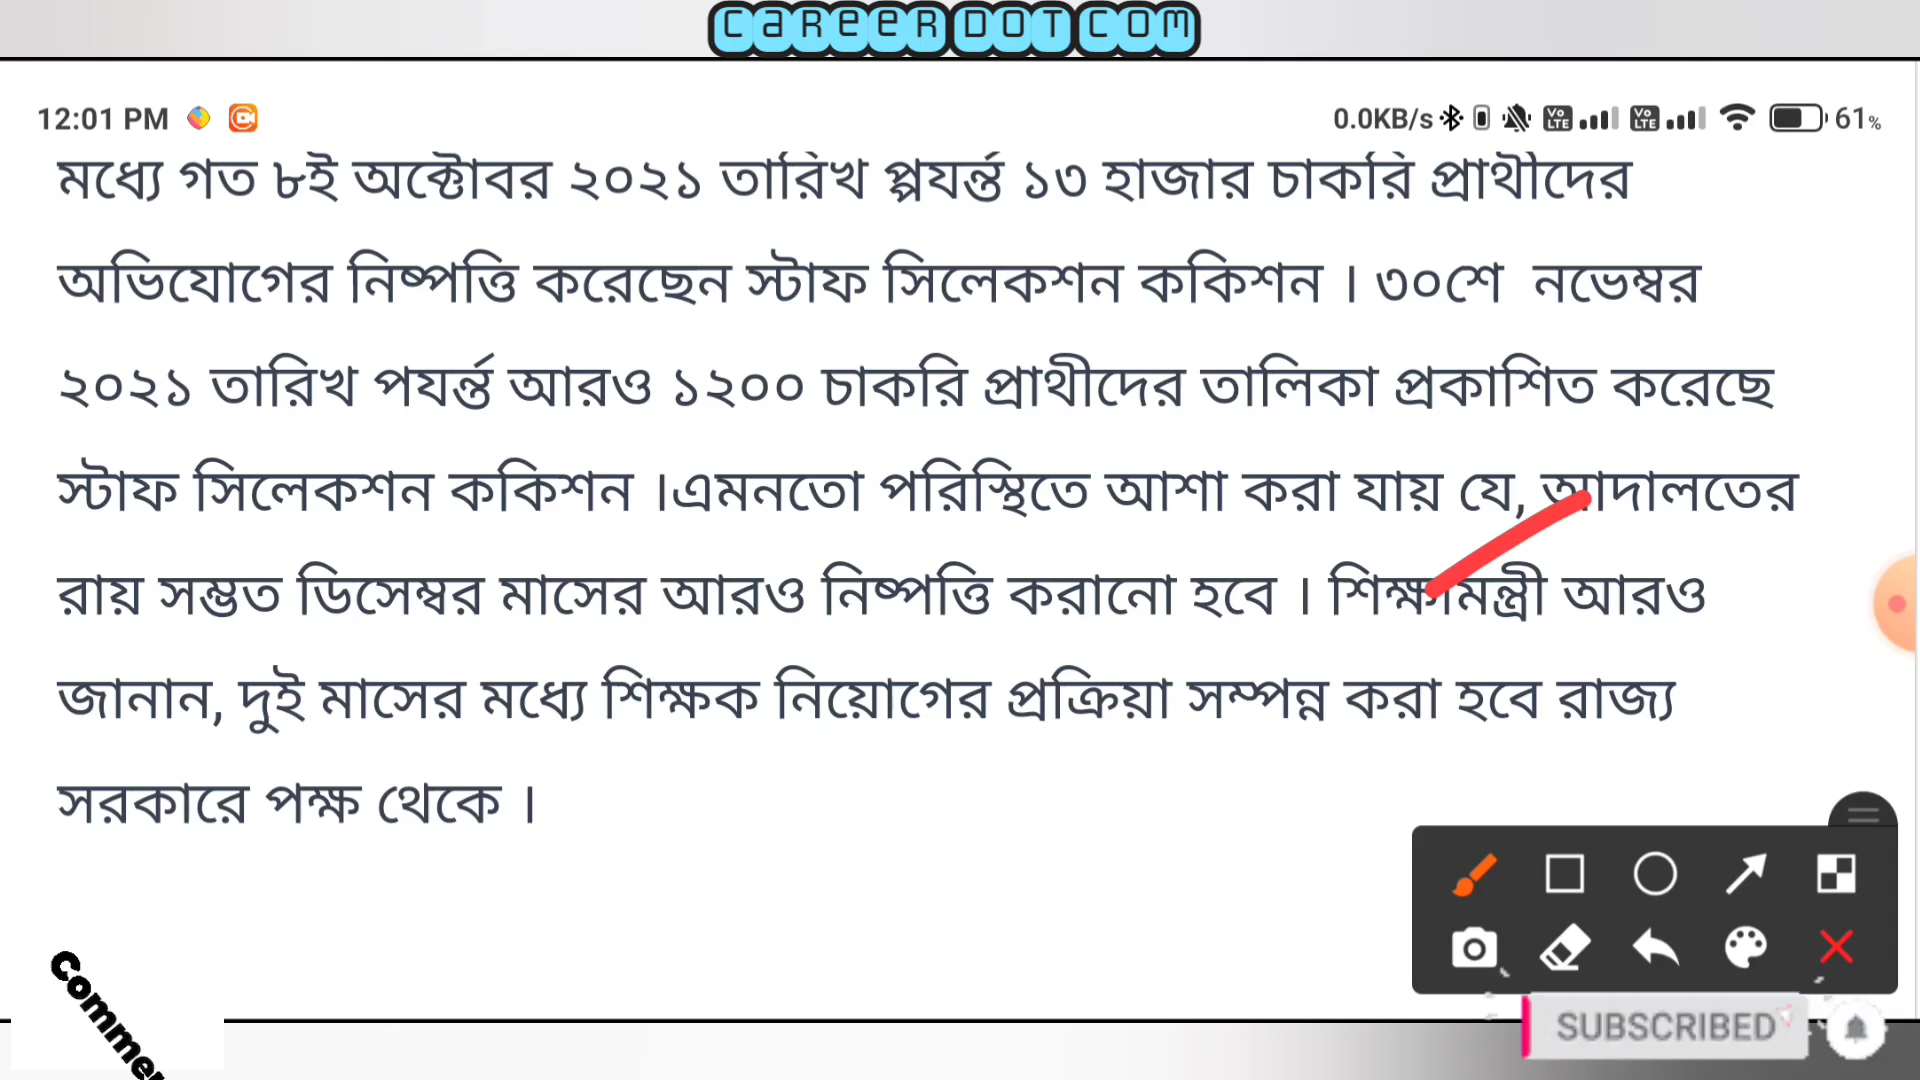 CAREER DOT COM
12:01 PM 0.0KB/s 61%
মধ্যে গত ৮ই অক্টোবর ২০২১ তারিখ প্পযর্ন্ত ১৩ হাজার চাকরি প্রাথীদের
অভিযোগের নিষ্পত্তি করেছেন স্টাফ সিলেকশন ককিশন । ৩০শে নভেম্বর
২০২১ তারিখ পযর্ন্ত আরও ১২০০ চাকরি প্রাথীদের তালিকা প্রকাশিত করেছে
স্টাফ সিলেকশন ককিশন ।এমনতো পরিস্থিতে আশা করা যায় যে, আদালতের
রায় সম্ভত ডিসেম্বর মাসের আরও নিষ্পত্তি করানো হবে । শিক্ষামন্ত্রী আরও
জানান, দুই মাসের মধ্যে শিক্ষক নিয়োগের প্রক্রিয়া সম্পন্ন করা হবে রাজ্য
সরকারে পক্ষ থেকে ।
SUBSCRIBED